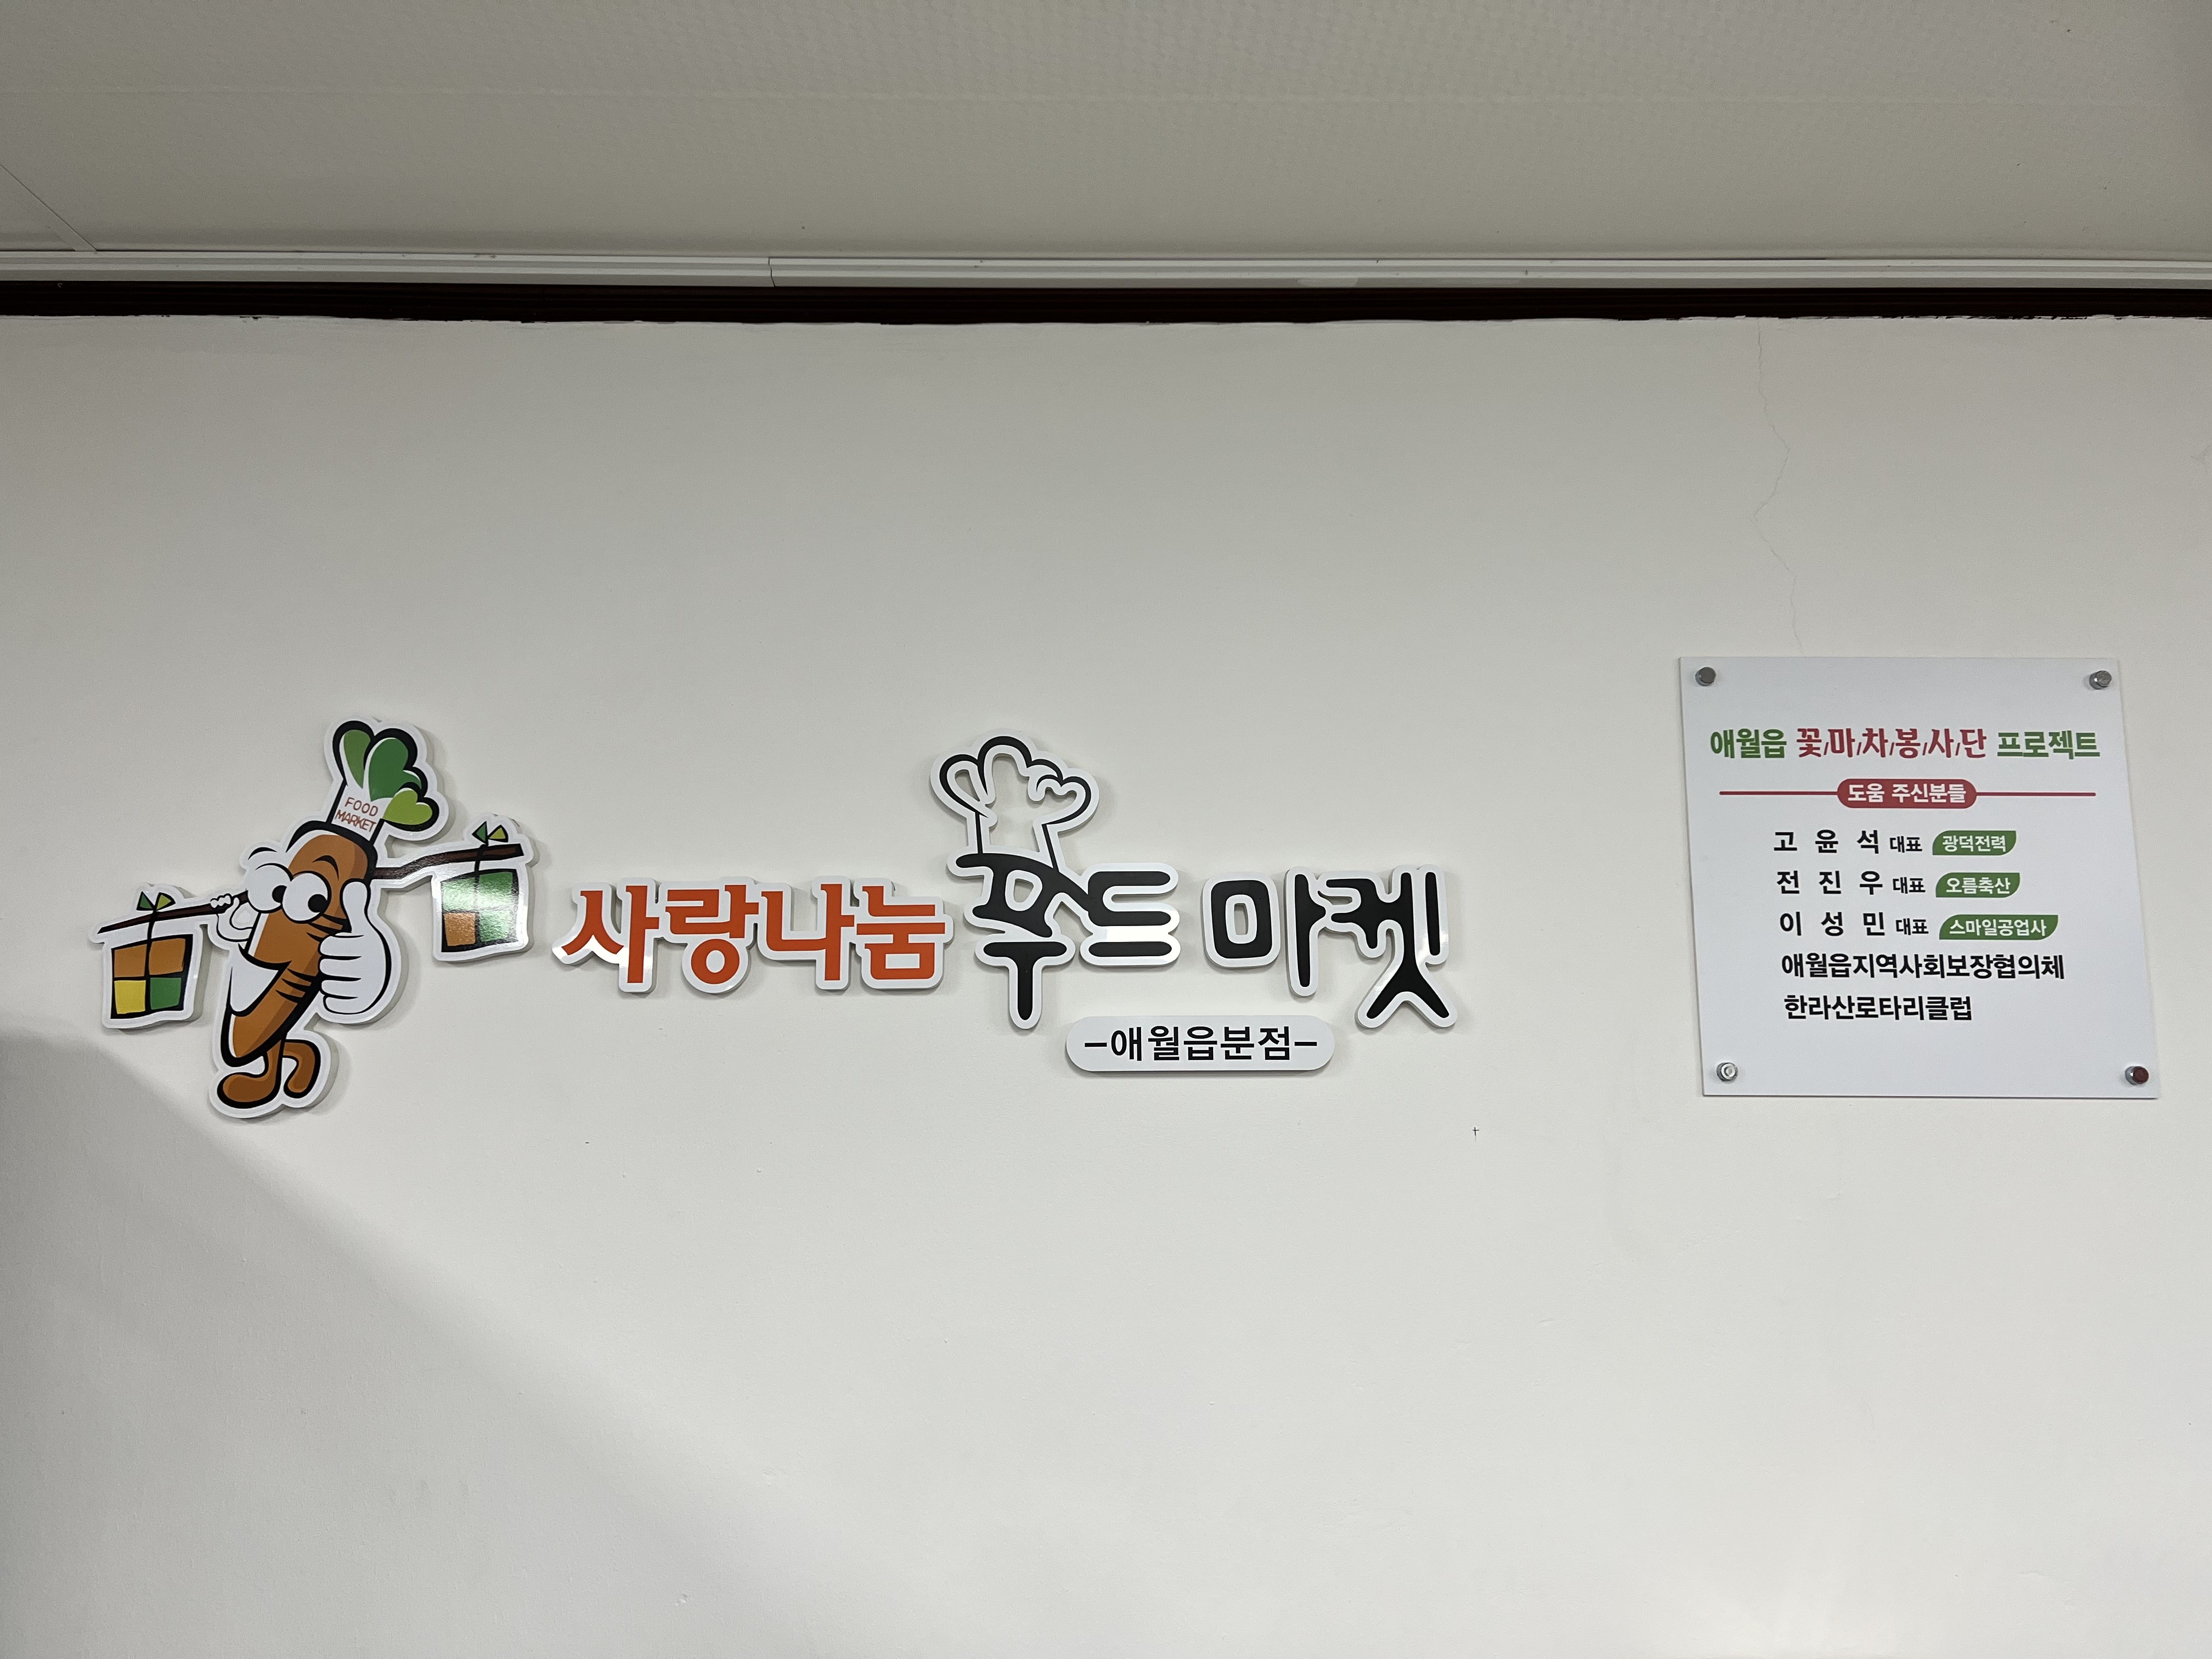 FOOD
MARKET
사랑나눔 푸드 마켓
-애월읍분점-
애월읍 꽃/마/차/봉/사/단 프로젝트
도움 주신분들
고 윤 석 대표 광덕전력
전 진 우 대표 오름축산
이 성 민 대표 스마일공업사
애월읍지역사회보장협의체
한라산로타리클럽